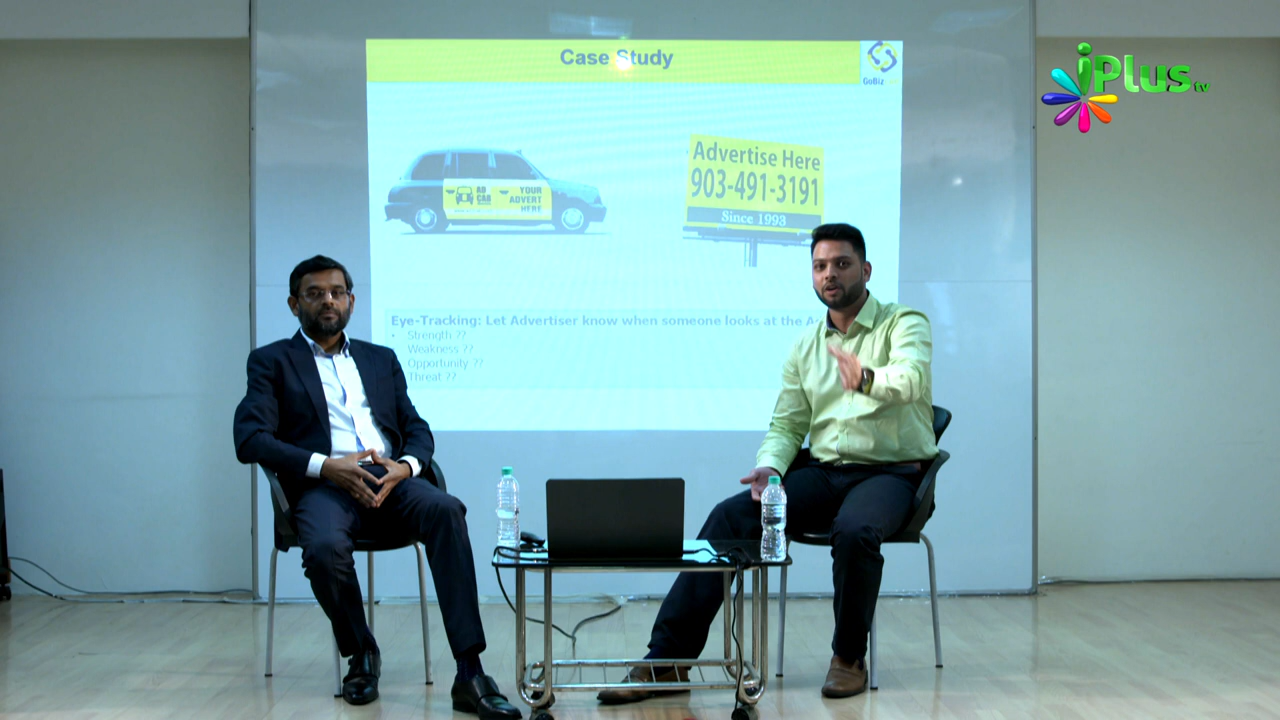 Case Study
GoBiz
iPlus tv
AD
CAB
YOUR
ADVERT
HERE
Advertise Here
903-491-3191
Since 1993
Eye-Tracking: Let Advertiser know when someone looks at the
• Strength ??
Weakness ??
Opportunity ??
Threat ??